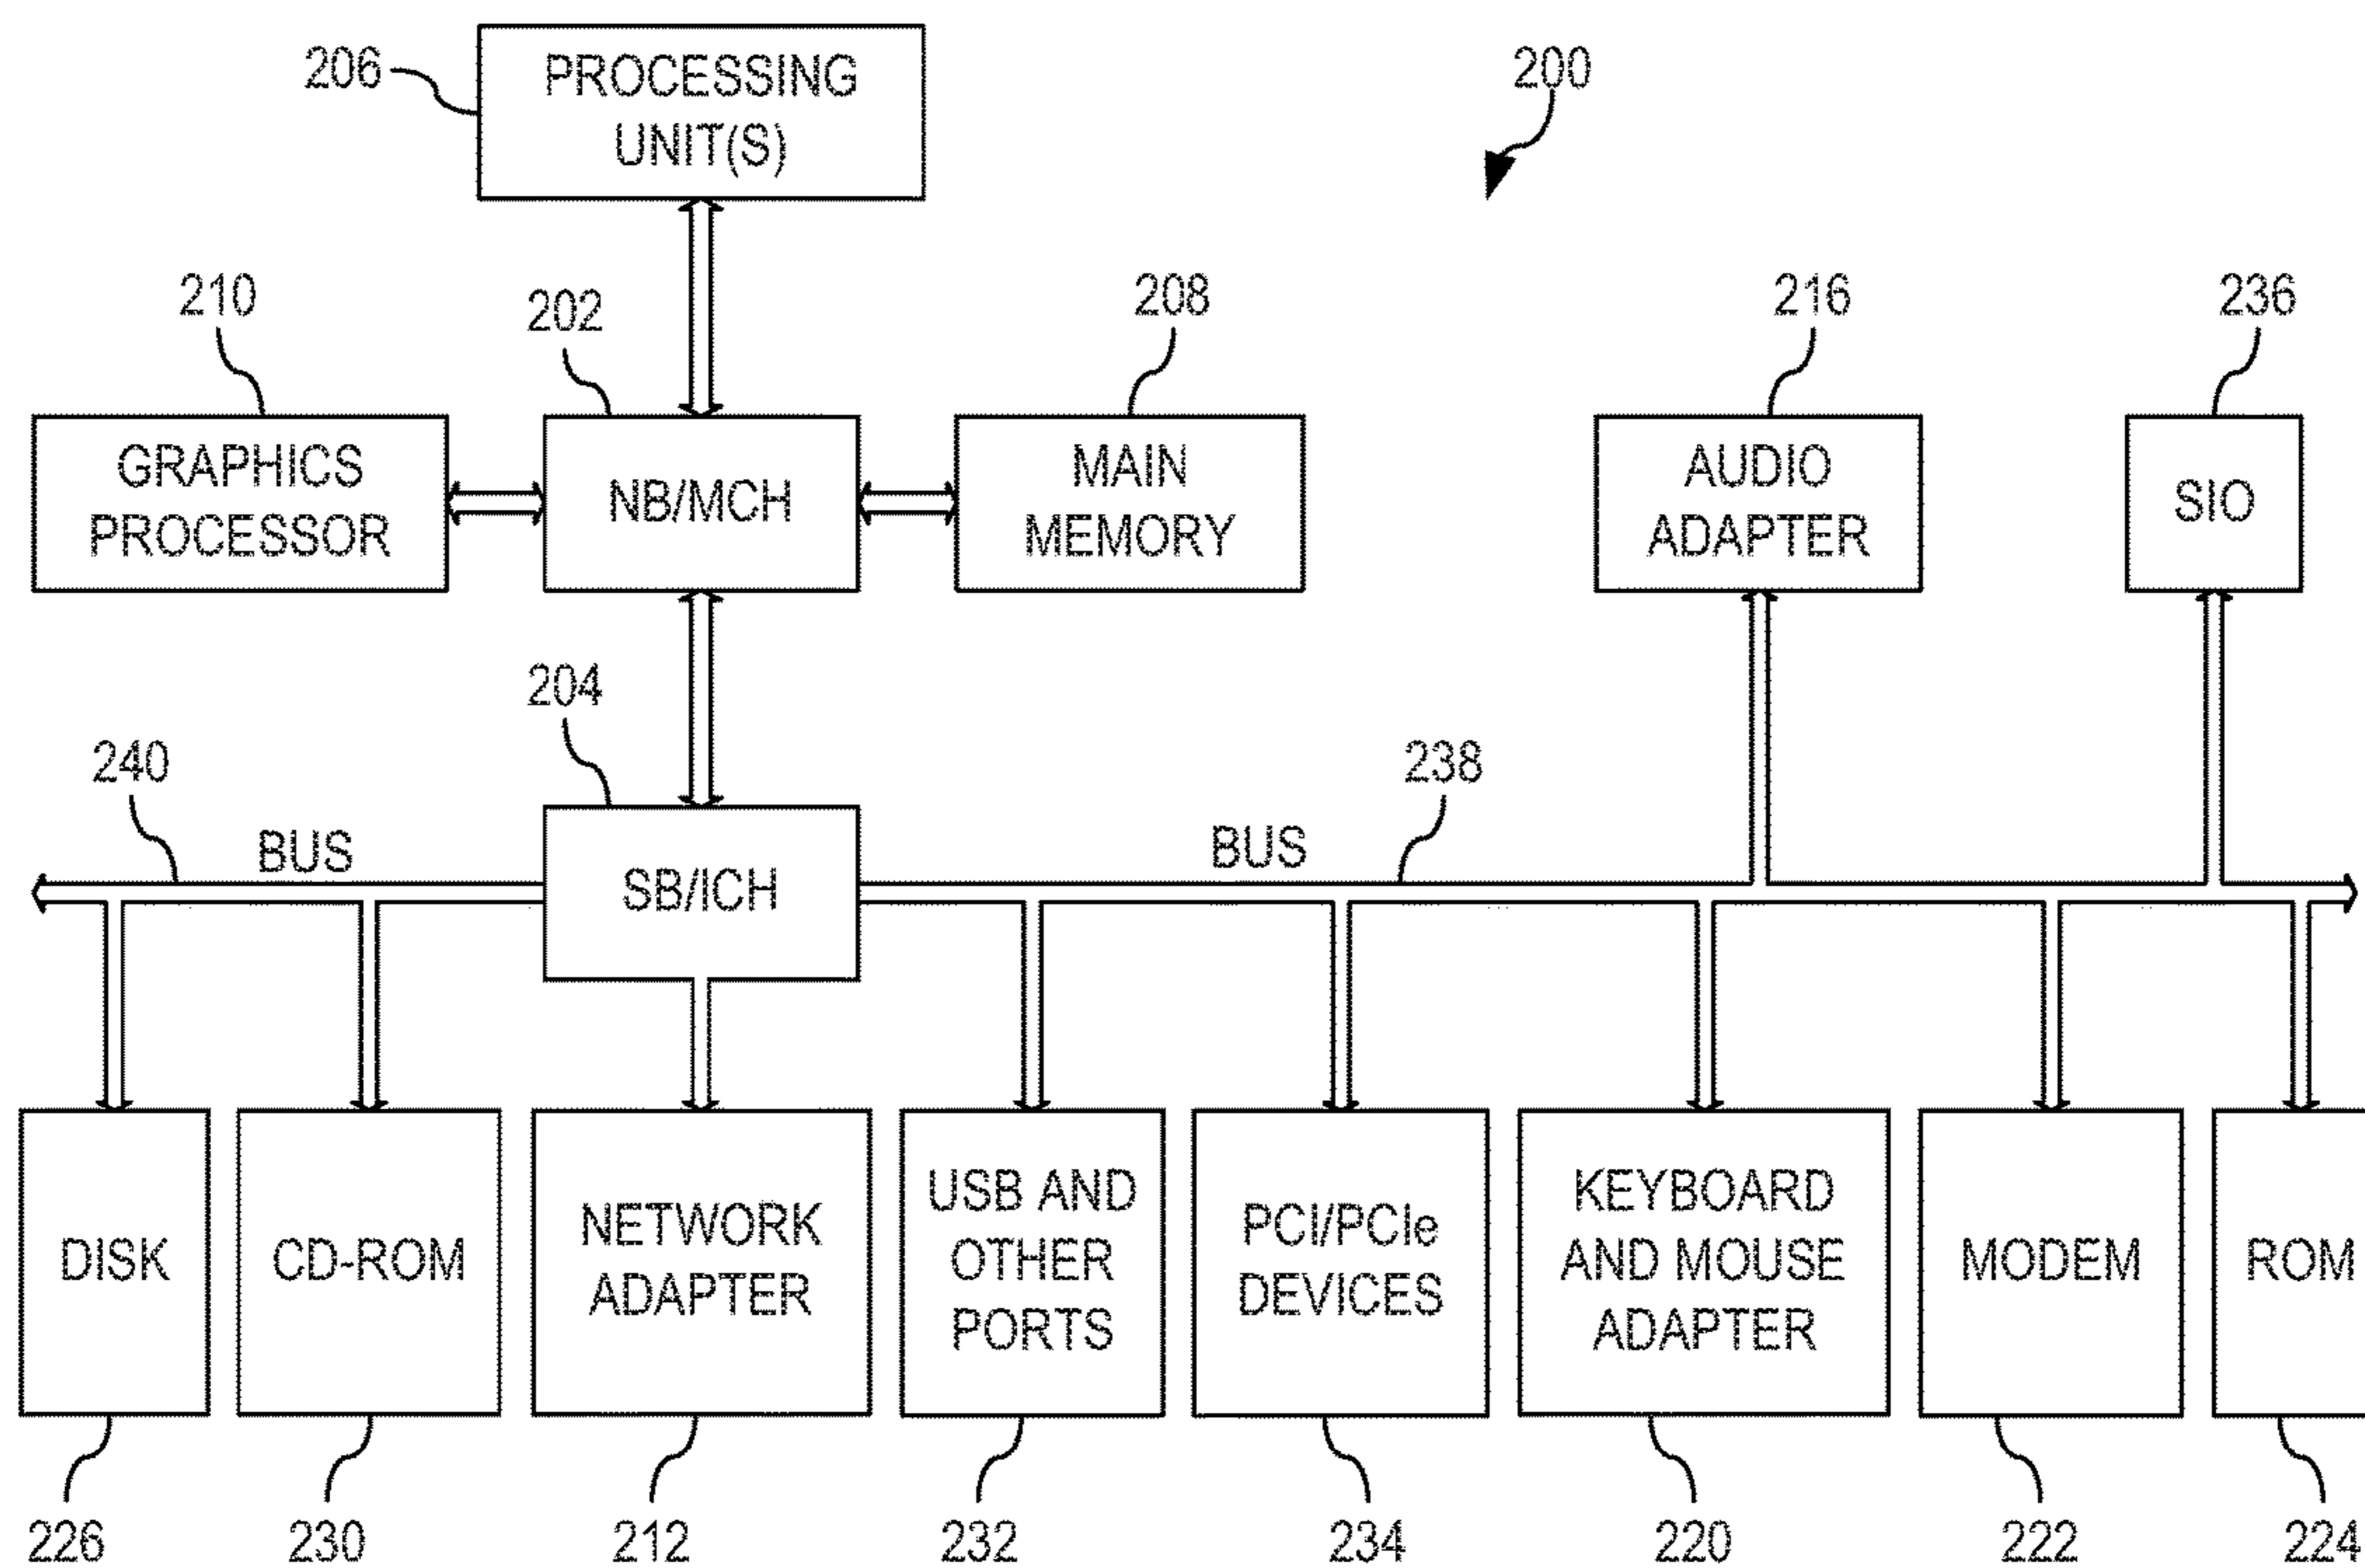 206
PROCESSING
UNIT(S)
200
210
202
208
216
236
GRAPHICS
PROCESSOR
NB/MCH
MAIN
MEMORY
AUDIO
ADAPTER
SIO
204
240
238
BUS
BUS
SB/ICH
DISK
CD-ROM
NETWORK
ADAPTER
USB AND
OTHER
PORTS
PCI/PCIe
DEVICES
KEYBOARD
AND MOUSE
ADAPTER
MODEM
ROM
226
230
212
232
234
220
222
224